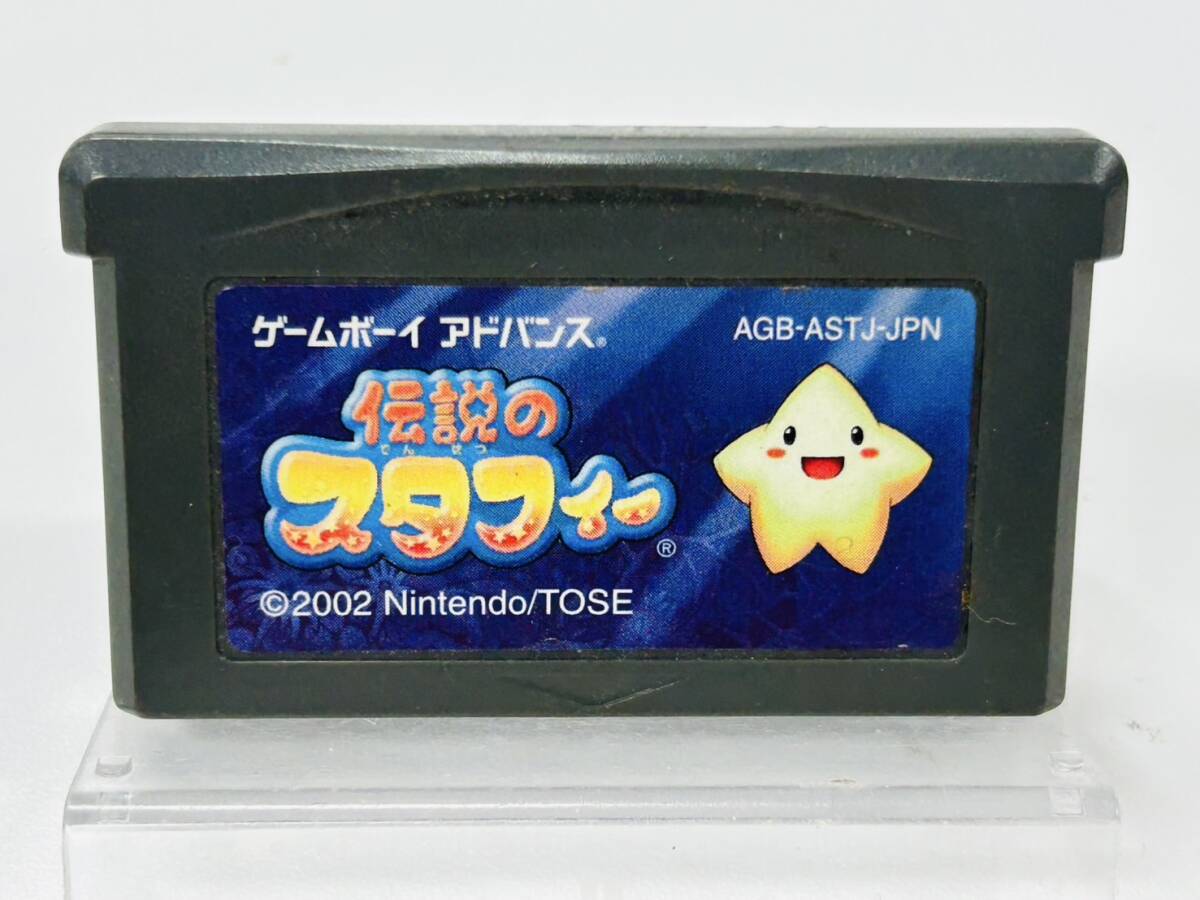 ゲームボーイ アドバンス®
AGB-ASTJ-JPN
伝説の
でんせつ
スタフィー®
©2002 Nintendo/TOSE